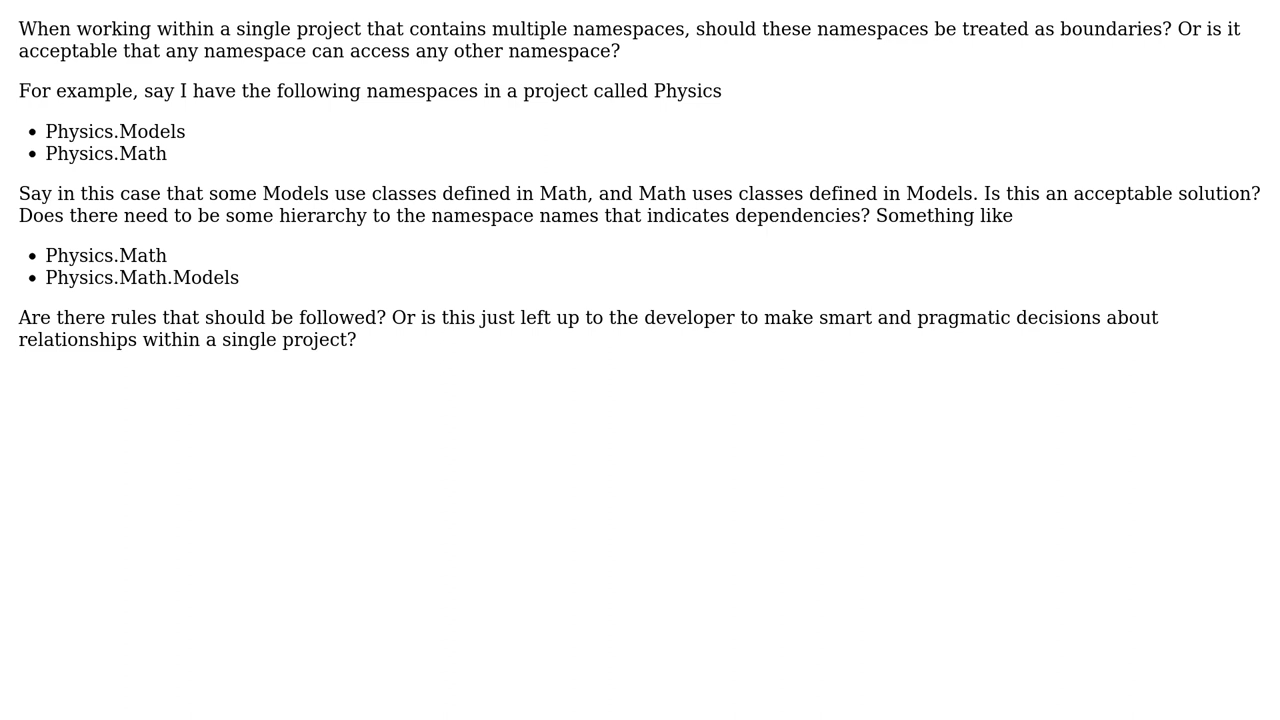 When working within a single project that contains multiple namespaces, should these namespaces be treated as boundaries? Or is it
acceptable that any namespace can access any other namespace?
For example, say I have the following namespaces in a project called Physics
• Physics.Models
• Physics.Math
Say in this case that some Models use classes defined in Math, and Math uses classes defined in Models. Is this an acceptable solution?
Does there need to be some hierarchy to the namespace names that indicates dependencies? Something like
• Physics.Math
• Physics.Math.Models
Are there rules that should be followed? Or is this just left up to the developer to make smart and pragmatic decisions about
relationships within a single project?